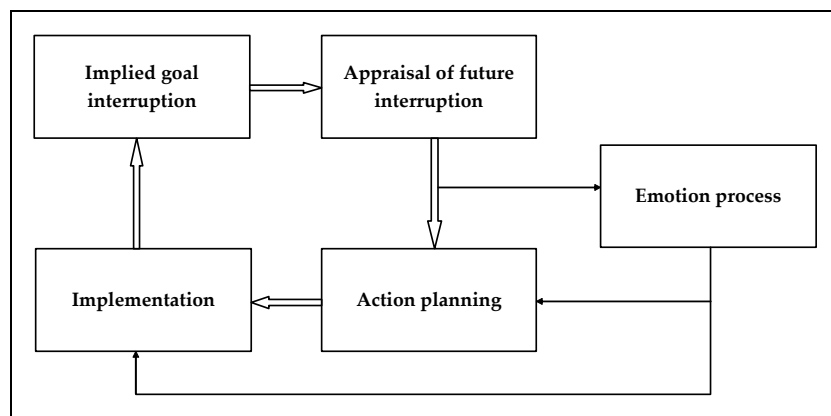 Implied goal
interruption
Appraisal of future
interruption
Emotion process
Implementation
Action planning